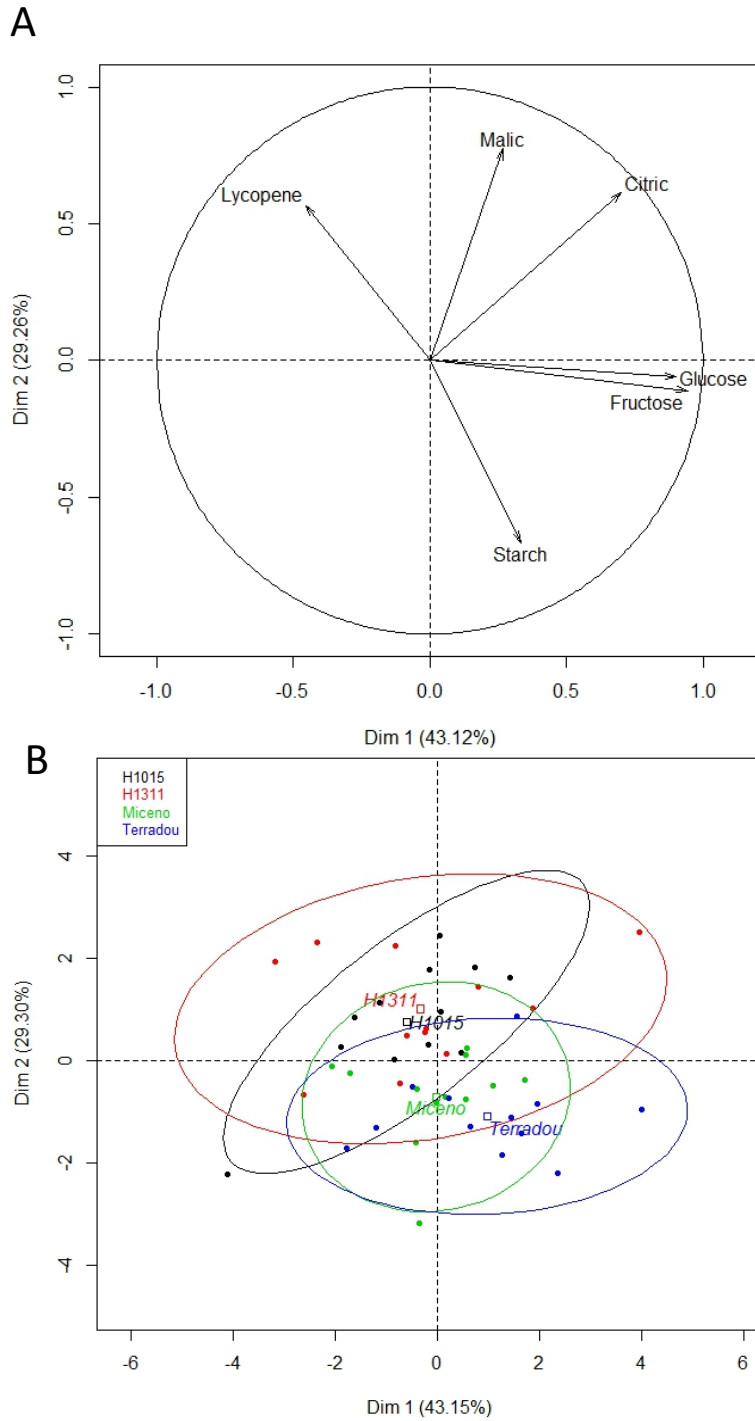 A
1.0
Malic
Citric
Lycopene
0.5
Dim 2 (29.26%)
0.0
Glucose
Fructose
-0.5
Starch
-1.0
-1.0 -0.5 0.0 0.5 1.0
Dim 1 (43.12%)
B
H1015
H1311
Miceno
Terradou
4
2
H1311
H1015
Dim 2 (29.30%)
0
Miceno
Terradou
-2
-4
-6 -4 -2 0 2 4 6
Dim 1 (43.15%)